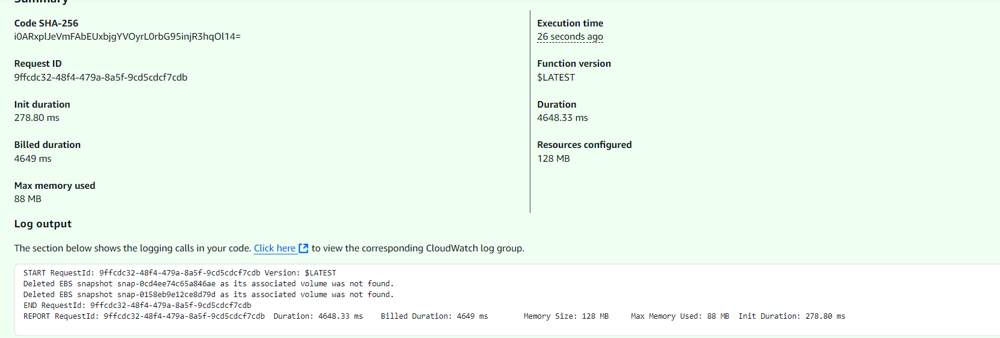 Summary
Code SHA-256
i0ARxplJeVmFAbEUxbjgYVOyrL0rbG95injR3hqOl14=
Request ID
9ffcdc32-48f4-479a-8a5f-9cd5cdcf7cdb
Init duration
278.80 ms
Billed duration
4649 ms
Max memory used
88 MB
Execution time
26 seconds ago
Function version
$LATEST
Duration
4648.33 ms
Resources configured
128 MB
Log output
The section below shows the logging calls in your code. Click here to view the corresponding CloudWatch log group.
START RequestId: 9ffcdc32-48f4-479a-8a5f-9cd5cdcf7cdb Version: $LATEST
Deleted EBS snapshot snap-0cd4ee74c65a846ae as its associated volume was not found.
Deleted EBS snapshot snap-0158eb9e12ce8d79d as its associated volume was not found.
END RequestId: 9ffcdc32-48f4-479a-8a5f-9cd5cdcf7cdb
REPORT RequestId: 9ffcdc32-48f4-479a-8a5f-9cd5cdcf7cdb Duration: 4648.33 ms Billed Duration: 4649 ms Memory Size: 128 MB Max Memory Used: 88 MB Init Duration: 278.80 ms